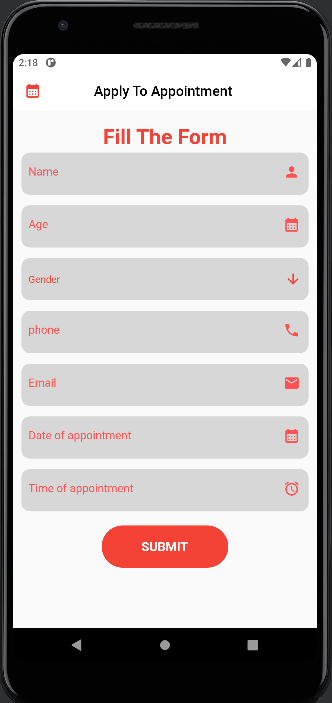 2:18
Apply To Appointment
Fill The Form
Name
Age
Gender
phone
Email
Date of appointment
Time of appointment
SUBMIT